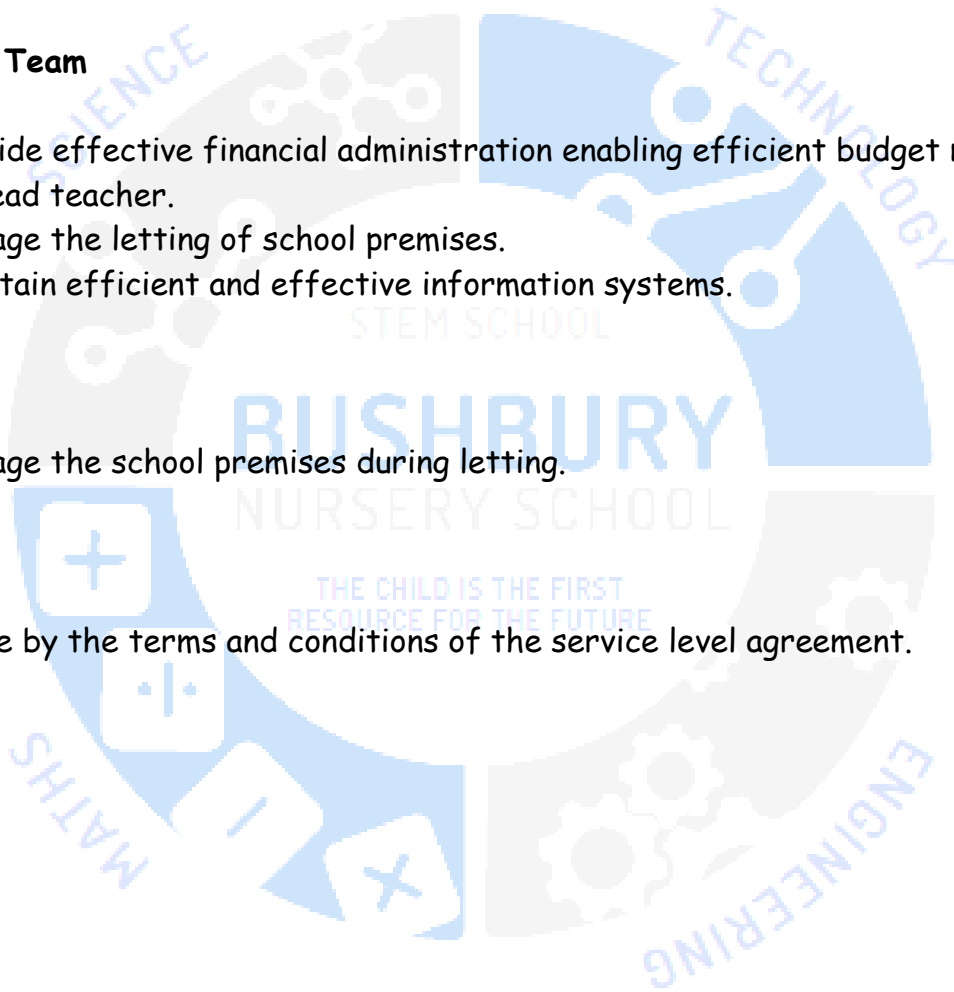 Team
ide effective financial administration enabling efficient budget
ead teacher.
age the letting of school premises.
tain efficient and effective information systems.
STEM SCHOOL
BUSHBURY
age the school premises during letting.
NURSERY SCHOOL
THE CHILD IS THE FIRST
RESOURCE FOR THE FUTURE
e by the terms and conditions of the service level agreement.
SCIENCE
TECHNOLOGY
MATHS
ENGINEERING